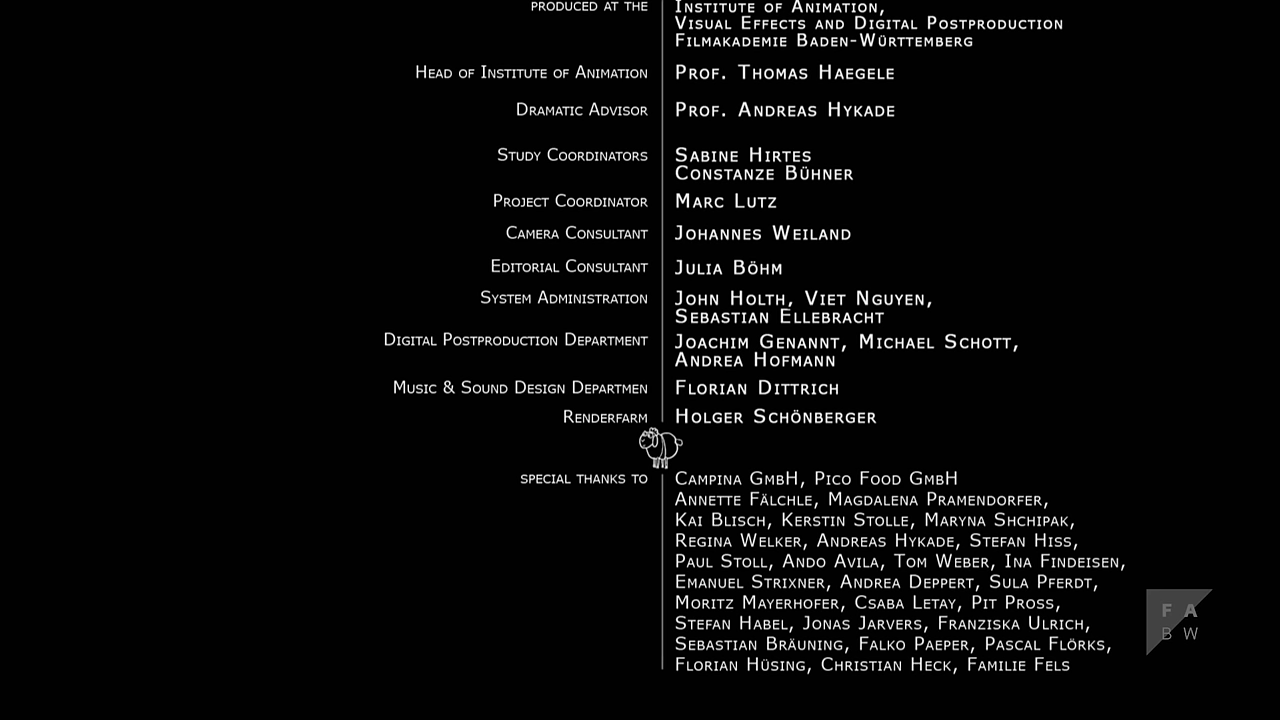 PRODUCED AT THE INSTITUTE OF ANIMATION,
VISUAL EFFECTS AND DIGITAL POSTPRODUCTION
FILMAKADEMIE BADEN-WÜRTTEMBERG
HEAD OF INSTITUTE OF ANIMATION PROF. THOMAS HAEGELE
DRAMATIC ADVISOR PROF. ANDREAS HYKADE
STUDY COORDINATORS SABINE HIRTES
CONSTANZE BÜHNER
PROJECT COORDINATOR MARC LUTZ
CAMERA CONSULTANT JOHANNES WEILAND
EDITORIAL CONSULTANT JULIA BÖHM
SYSTEM ADMINISTRATION JOHN HOLTH, VIET NGUYEN,
SEBASTIAN ELLEBRACHT
DIGITAL POSTPRODUCTION DEPARTMENT JOACHIM GENANNT, MICHAEL SCHOTT,
ANDREA HOFMANN
MUSIC & SOUND DESIGN DEPARTMEN FLORIAN DITTRICH
RENDERFARM HOLGER SCHÖNBERGER
SPECIAL THANKS TO CAMPINA GMBH, PICO FOOD GMBH
ANNETTE FÄLCHLE, MAGDALENA PRAMENDORFER,
KAI BLISCH, KERSTIN STOLLE, MARYNA SHCHIPAK,
REGINA WELKER, ANDREAS HYKADE, STEFAN HISS,
PAUL STOLL, ANDO AVILA, TOM WEBER, INA FINDEISEN,
EMANUEL STRIXNER, ANDREA DEPPERT, SULA PFERDT,
MORITZ MAYERHOFER, CSABA LETAY, PIT PROSS,
STEFAN HABEL, JONAS JARVERS, FRANZISKA ULRICH,
SEBASTIAN BRÄUNING, FALKO PAEPER, PASCAL FLÖRKS,
FLORIAN HÜSING, CHRISTIAN HECK, FAMILIE FELS
F A
B W